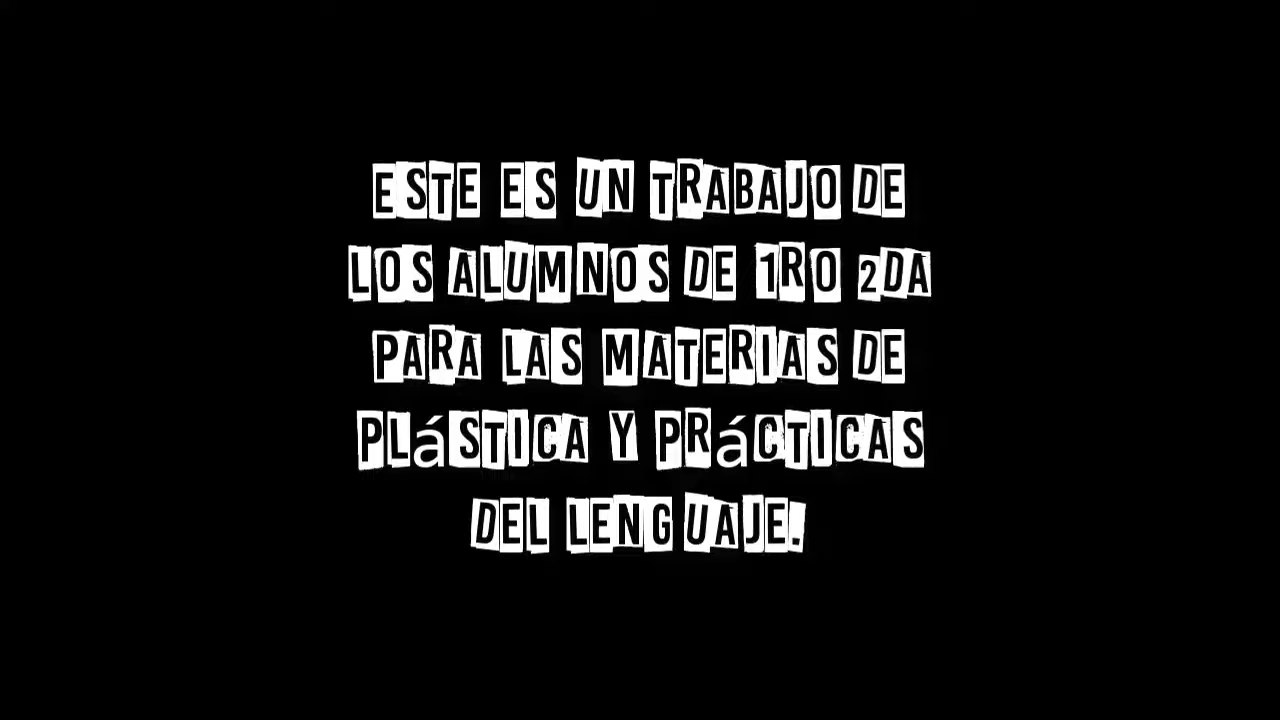 ESTE ES UN TRABAJO DE
LOS ALUMNOS DE 1RO 2DA
PARA LAS MATERIAS DE
PLáSTICA Y PRáCTICAS
DEL LENGUAJE.